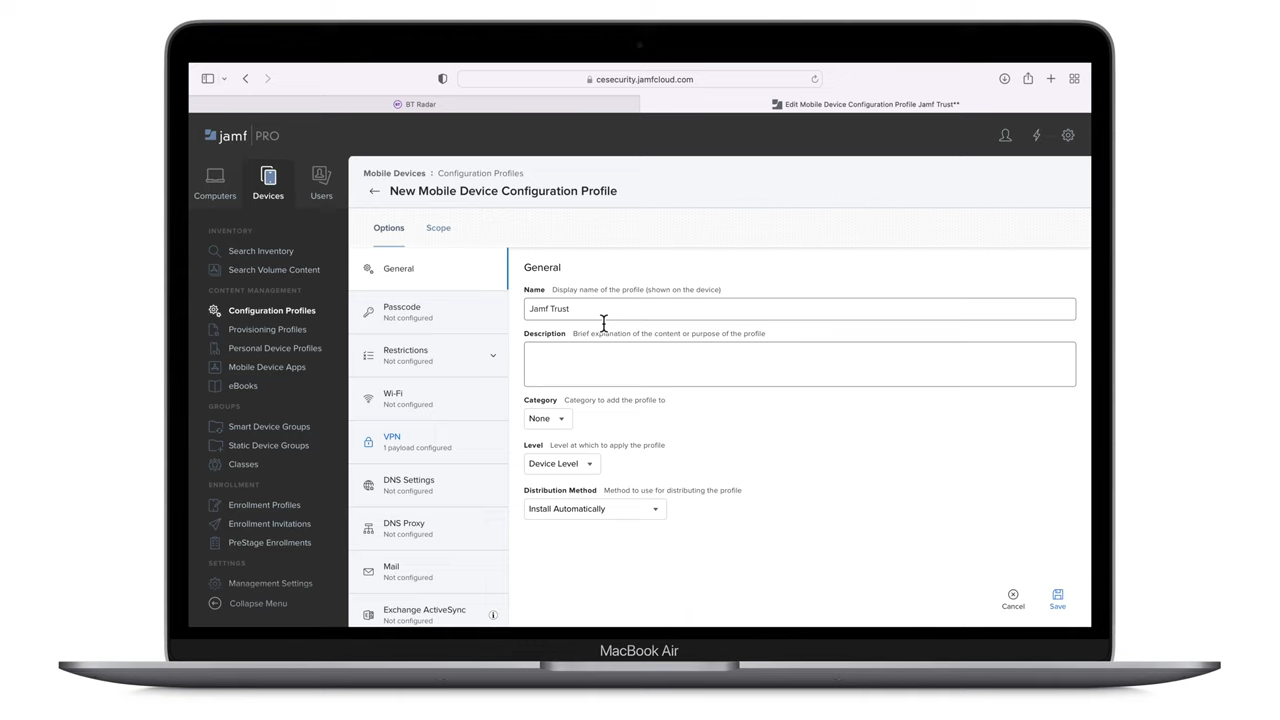 cesecurity.jamfcloud.com
BT Radar
Edit Mobile Device Configuration Profile Jamf Trust**
jamf PRO
Computers
Devices
Users
INVENTORY
Search Inventory
Search Volume Content
CONTENT MANAGEMENT
Configuration Profiles
Provisioning Profiles
Personal Device Profiles
Mobile Device Apps
eBooks
GROUPS
Smart Device Groups
Static Device Groups
Classes
ENROLLMENT
Enrollment Profiles
Enrollment Invitations
PreStage Enrollments
SETTINGS
Management Settings
Collapse Menu
Mobile Devices : Configuration Profiles
New Mobile Device Configuration Profile
Options
Scope
General
Passcode
Not configured
Restrictions
Not configured
Wi-Fi
Not configured
VPN
1 payload configured
DNS Settings
Not configured
DNS Proxy
Not configured
Mail
Not configured
Exchange ActiveSync
Not configured
General
Name Display name of the profile (shown on the device)
Jamf Trust
Description Brief explanation of the content or purpose of the profile
Category Category to add the profile to
None
Level Level at which to apply the profile
Device Level
Distribution Method Method to use for distributing the profile
Install Automatically
Cancel
Save
MacBook Air